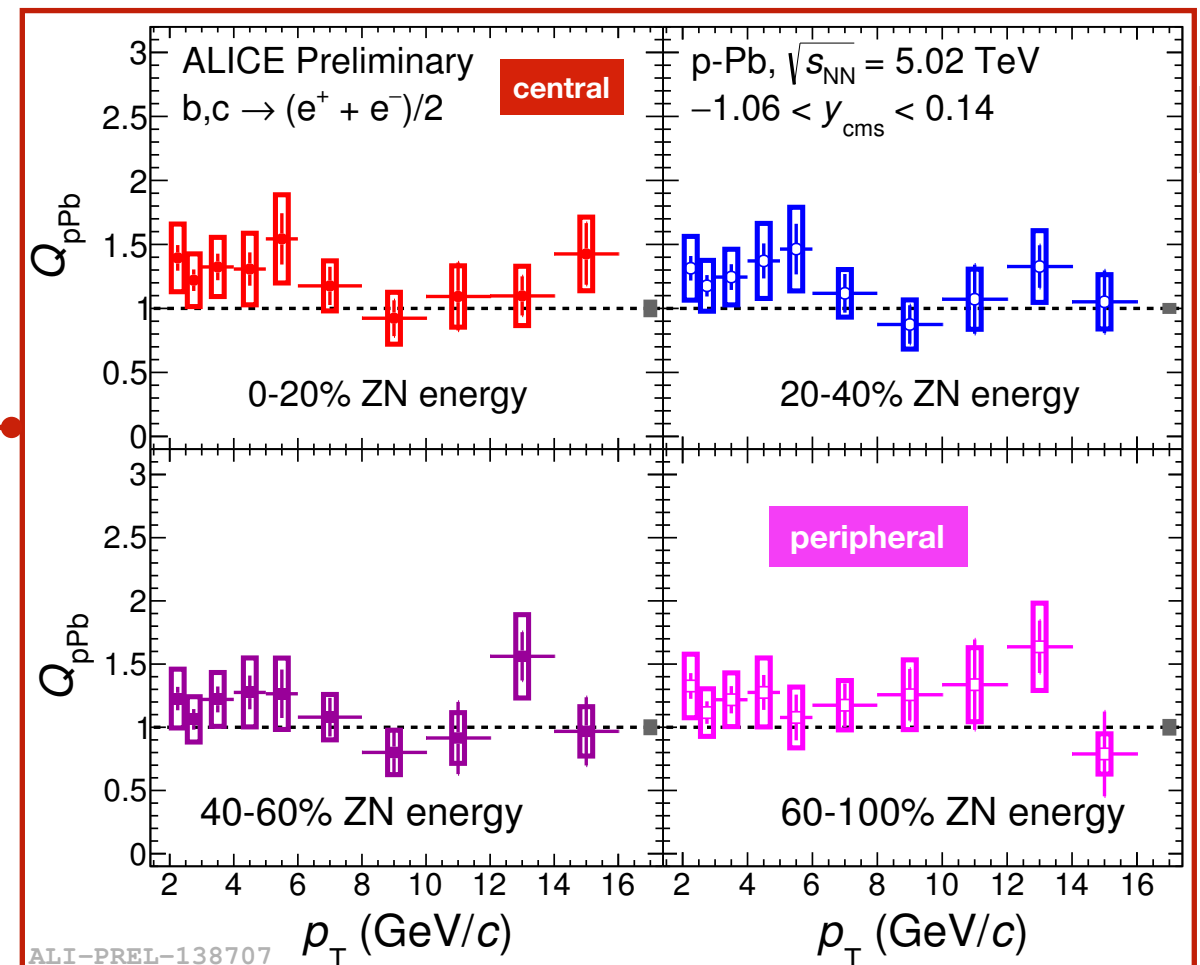 ALICE Preliminary
b,c → (e⁺ + e⁻)/2
central
p-Pb, √s_NN = 5.02 TeV
−1.06 < y_cms < 0.14
3
2.5
2
1.5
1
0.5
0
Q_pPb
0-20% ZN energy
20-40% ZN energy
3
2.5
2
1.5
1
0.5
0
Q_pPb
peripheral
40-60% ZN energy
60-100% ZN energy
2 4 6 8 10 12 14 16
2 4 6 8 10 12 14 16
p_T (GeV/c)
p_T (GeV/c)
ALI-PREL-138707